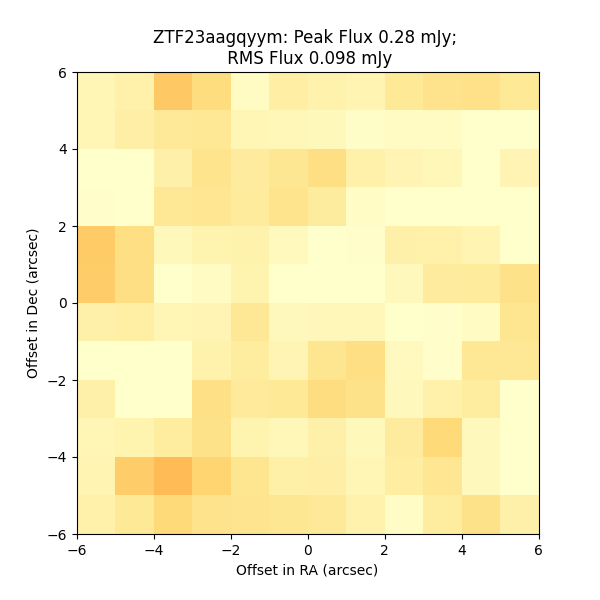 ZTF23aagqyym: Peak Flux 0.28 mJy;
RMS Flux 0.098 mJy
6
4
2
0
−2
−4
−6
Offset in Dec (arcsec)
−6 −4 −2 0 2 4 6
Offset in RA (arcsec)